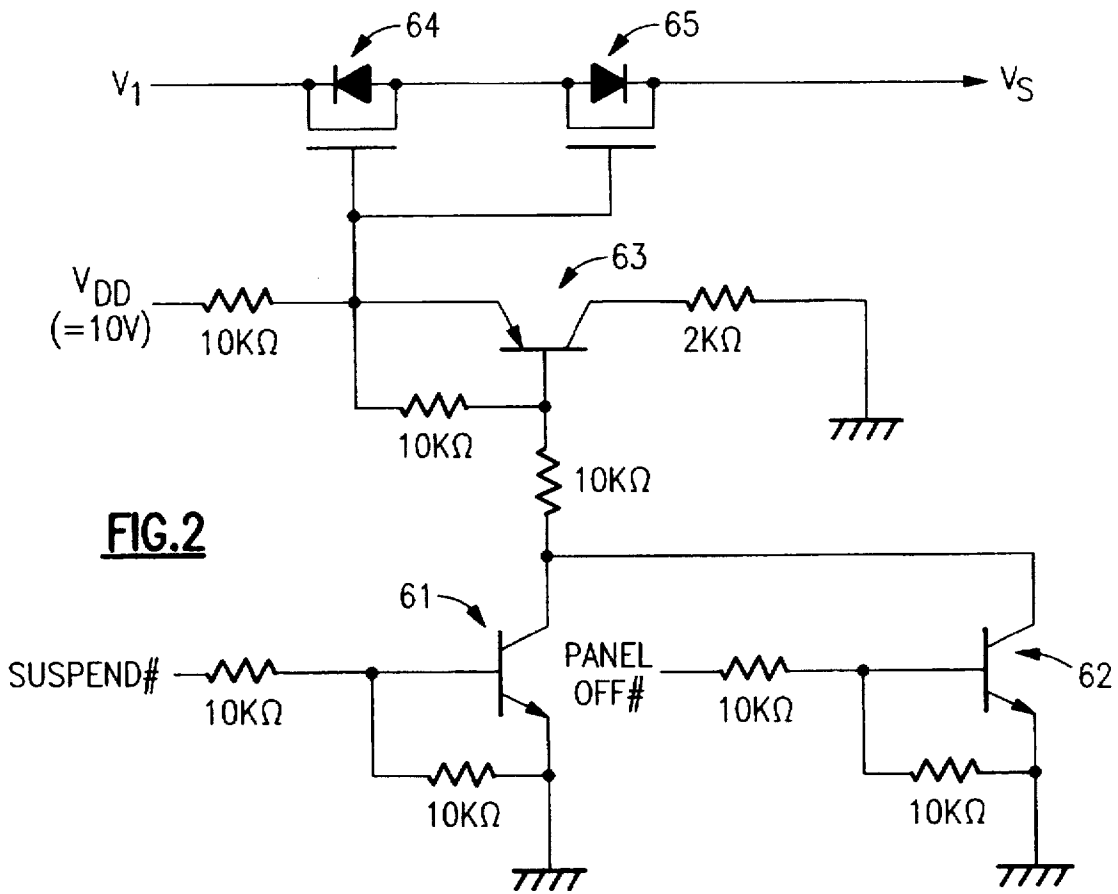 64
65
V1
VS
63
VDD
(=10V)
10KΩ
2KΩ
10KΩ
10KΩ
FIG.2
61
SUSPEND#
10KΩ
PANEL
OFF#
10KΩ
62
10KΩ
10KΩ